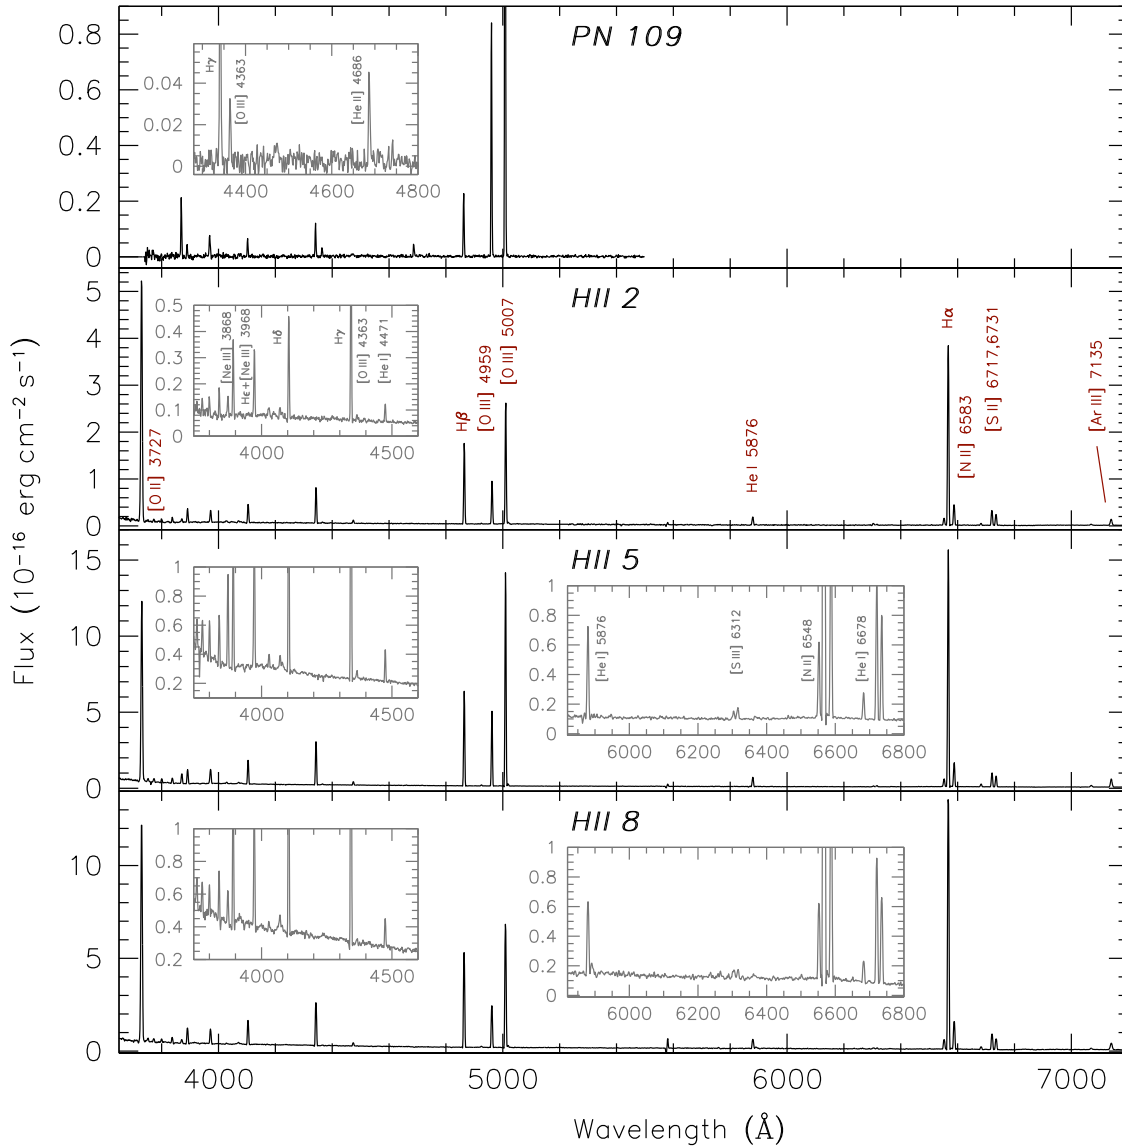 Flux (10⁻¹⁶ erg cm⁻² s⁻¹)
PN 109
0.8
0.6
0.4
0.2
0
0.04
0.02
0
4400 4600 4800
Hγ
[O III] 4363
[He II] 4686
HII 2
5
4
3
2
1
0
0.5
0.4
0.3
0.2
0.1
0
4000 4500
[Ne III] 3868
Hε+[Ne III] 3968
Hδ
Hγ
[O III] 4363
[He I] 4471
[O II] 3727
Hβ
[O III] 4959
[O III] 5007
He I 5876
Hα
[N II] 6583
[S II] 6717,6731
[Ar III] 7135
HII 5
15
10
5
0
1
0.8
0.6
0.4
0.2
4000 4500
1
0.8
0.6
0.4
0.2
0
6000 6200 6400 6600 6800
[He I] 5876
[S III] 6312
[N II] 6548
[He I] 6678
HII 8
10
5
0
1
0.8
0.6
0.4
0.2
4000 4500
1
0.8
0.6
0.4
0.2
0
6000 6200 6400 6600 6800
4000 5000 6000 7000
Wavelength (Å)